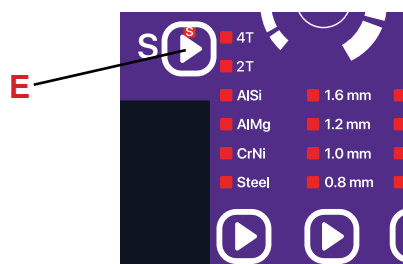 S S 4T
E 2T
AlSi 1.6 mm
AlMg 1.2 mm
CrNi 1.0 mm
Steel 0.8 mm